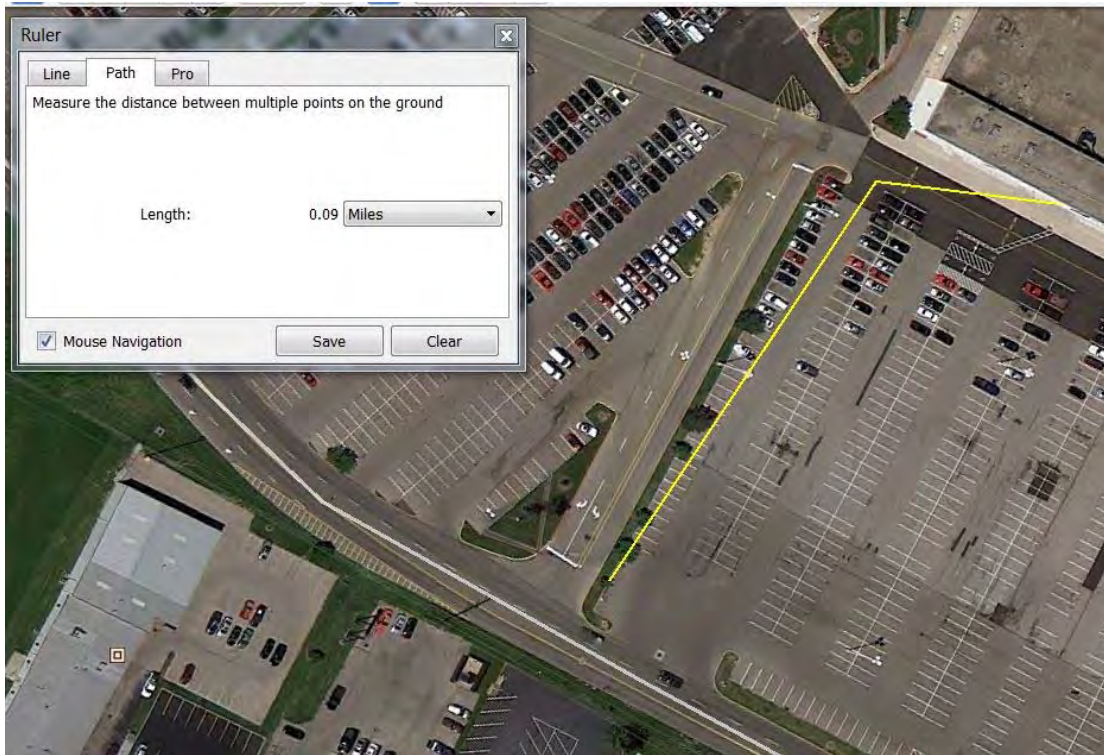 Ruler
Line Path Pro
Measure the distance between multiple points on the ground
Length: 0.09 Miles
Mouse Navigation Save Clear